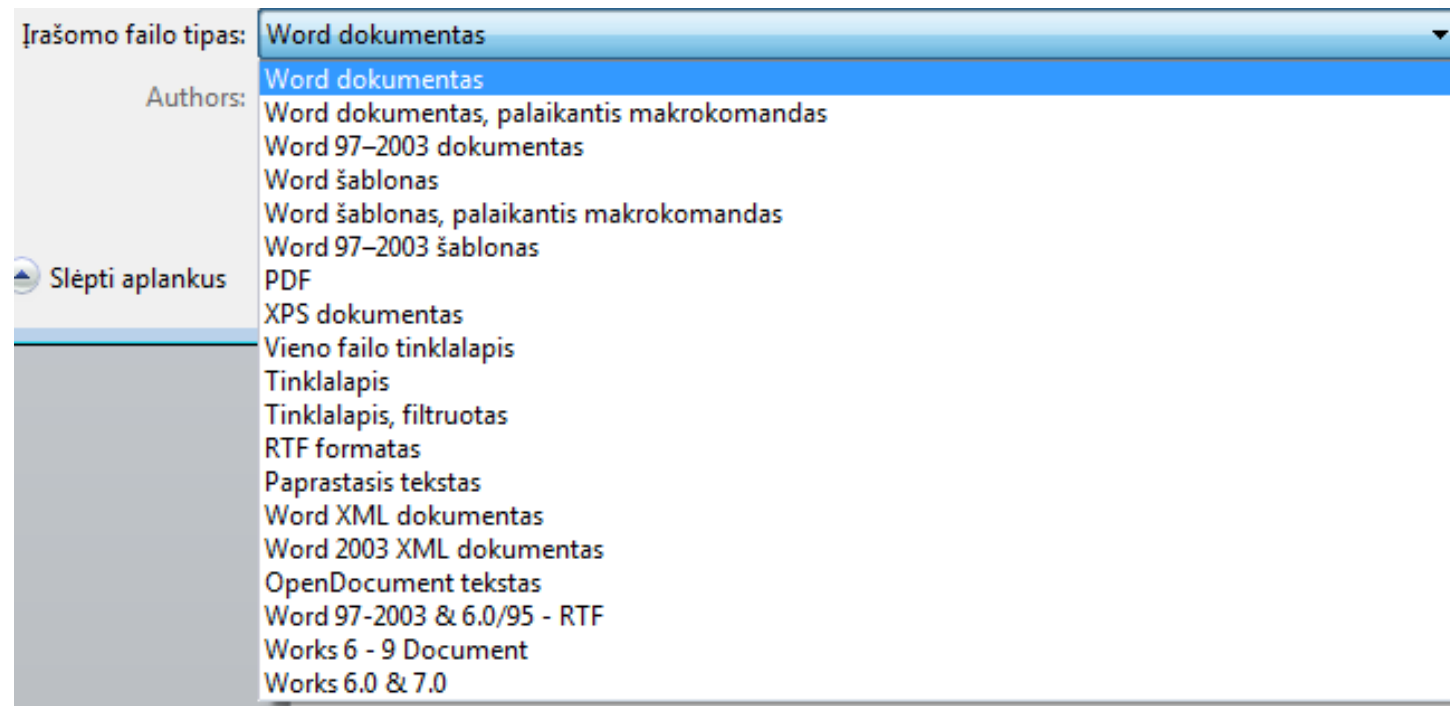 Įrašomo failo tipas: Word dokumentas
Authors:
Word dokumentas
Word dokumentas, palaikantis makrokomandas
Word 97–2003 dokumentas
Word šablonas
Word šablonas, palaikantis makrokomandas
Word 97–2003 šablonas
Slėpti aplankus
PDF
XPS dokumentas
Vieno failo tinklalapis
Tinklalapis
Tinklalapis, filtruotas
RTF formatas
Paprastasis tekstas
Word XML dokumentas
Word 2003 XML dokumentas
OpenDocument tekstas
Word 97-2003 & 6.0/95 - RTF
Works 6 - 9 Document
Works 6.0 & 7.0